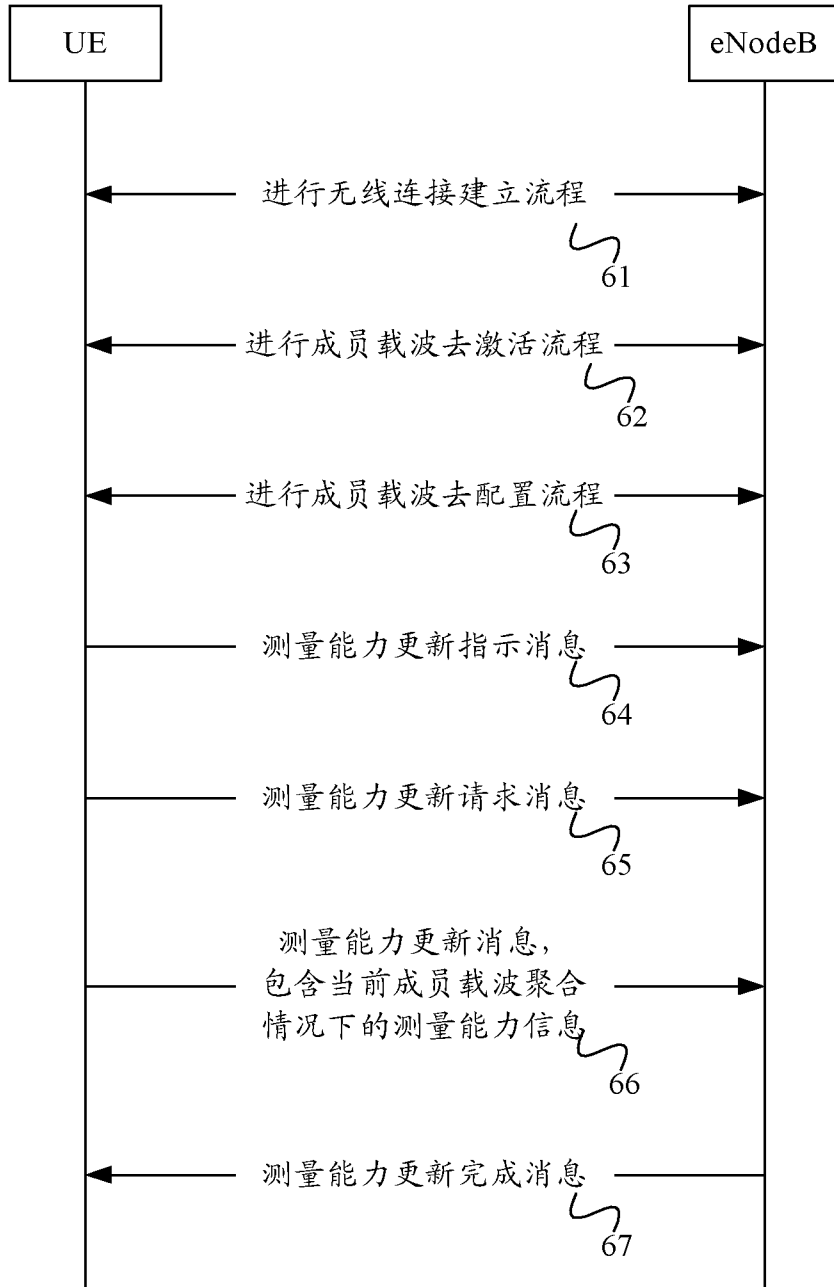 UE
eNodeB
进行无线连接建立流程
61
进行成员载波去激活流程
62
进行成员载波去配置流程
63
测量能力更新指示消息
64
测量能力更新请求消息
65
测量能力更新消息，
包含当前成员载波聚合
情况下的测量能力信息
66
测量能力更新完成消息
67